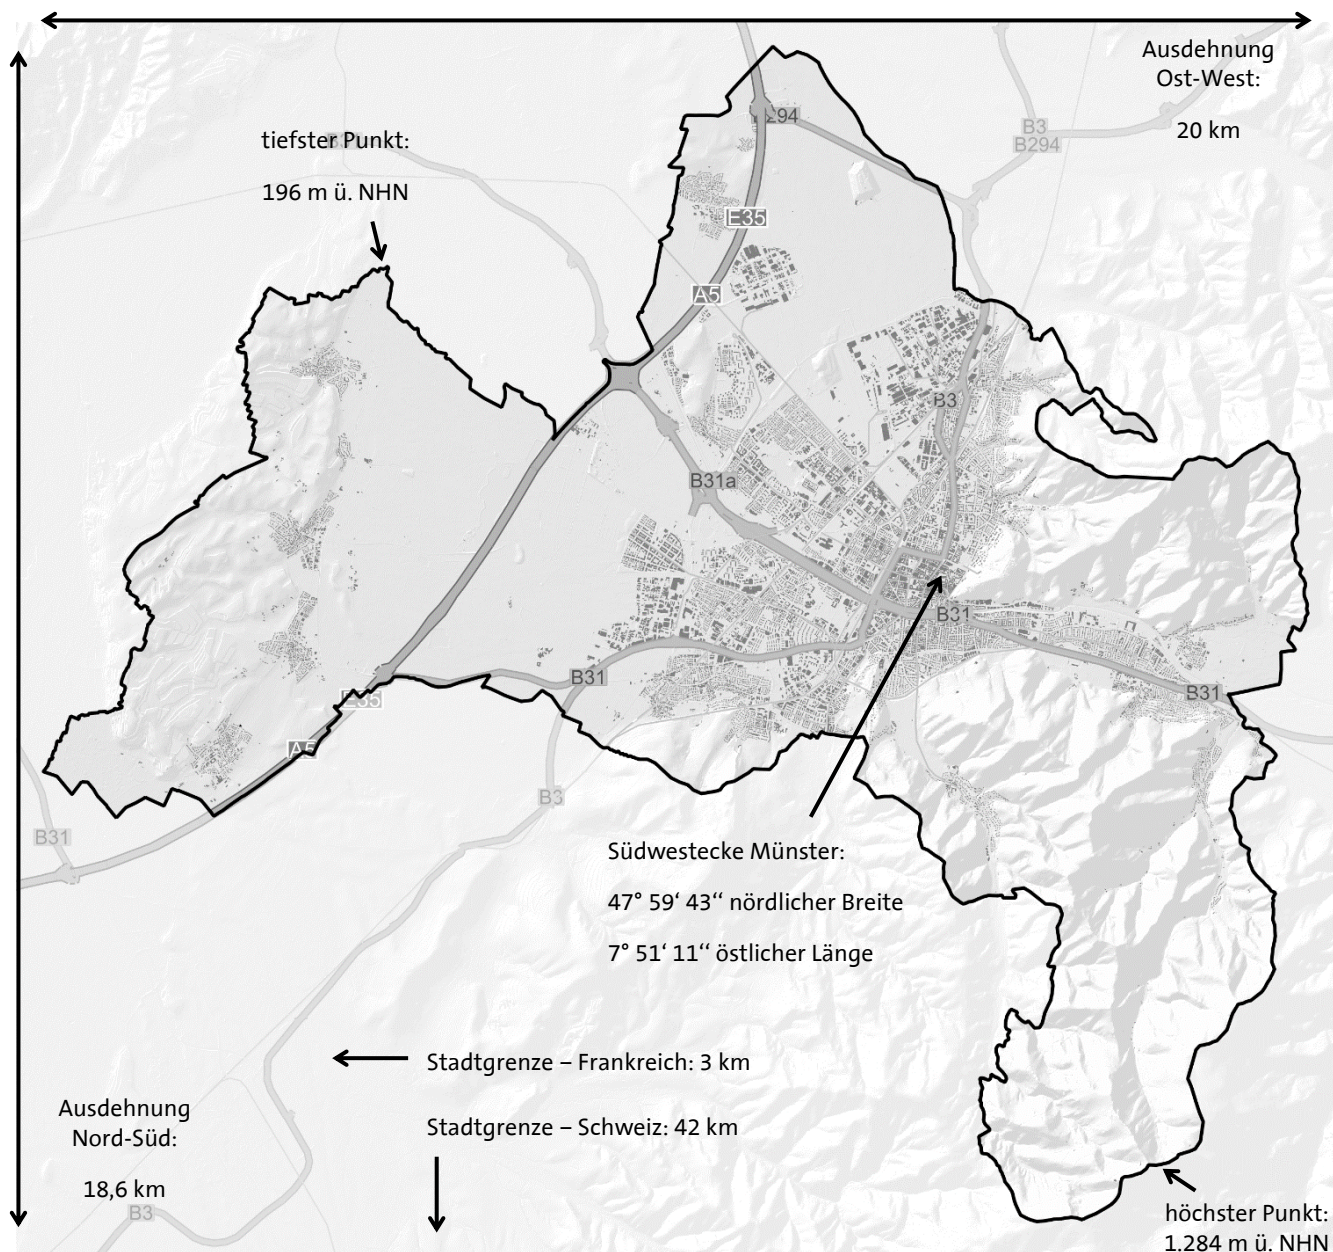 Ausdehnung
Ost-West:
20 km
tiefster Punkt:
196 m ü. NHN
B3
B294
E35
A5
B3
B31a
B31
B31
B31
E35
A5
B3
B31
Südwestecke Münster:
47° 59‘ 43“ nördlicher Breite
7° 51‘ 11“ östlicher Länge
Stadtgrenze – Frankreich: 3 km
Stadtgrenze – Schweiz: 42 km
Ausdehnung
Nord-Süd:
18,6 km
B3
höchster Punkt:
1.284 m ü. NHN